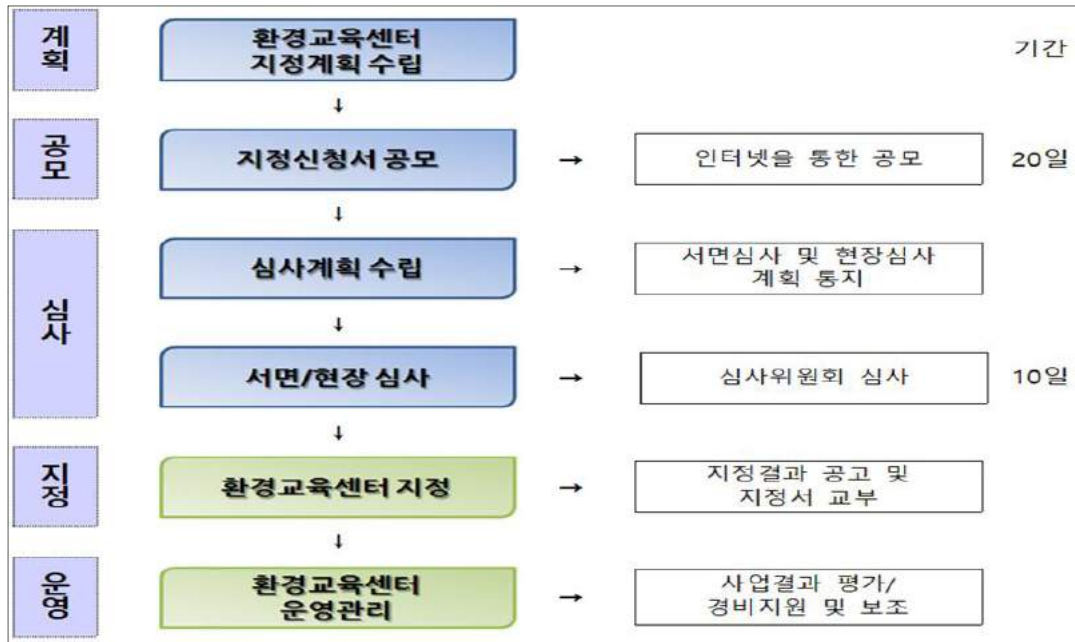 계획
환경교육센터
지정계획 수립
기간
↓
공모
지정신청서 공모
→
인터넷을 통한 공모
20일
↓
심사
심사계획 수립
→
서면심사 및 현장심사
계획 통지
↓
서면/현장 심사
→
심사위원회 심사
10일
↓
지정
환경교육센터 지정
→
지정결과 공고 및
지정서 교부
↓
운영
환경교육센터
운영관리
→
사업결과 평가/
경비지원 및 보조